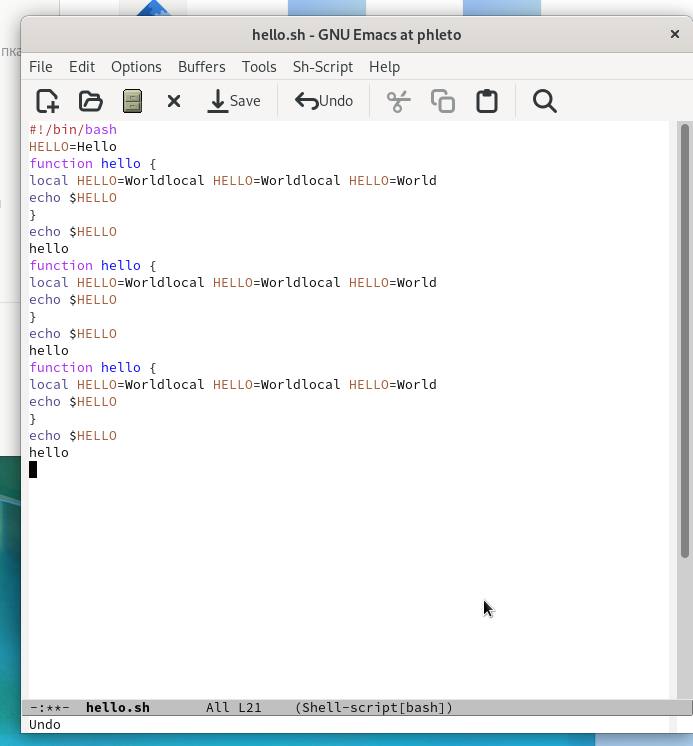 пка
hello.sh - GNU Emacs at phleto
File Edit Options Buffers Tools Sh-Script Help
Save Undo
#!/bin/bash
HELLO=Hello
function hello {
local HELLO=Worldlocal HELLO=Worldlocal HELLO=World
echo $HELLO
}
echo $HELLO
hello
function hello {
local HELLO=Worldlocal HELLO=Worldlocal HELLO=World
echo $HELLO
}
echo $HELLO
hello
function hello {
local HELLO=Worldlocal HELLO=Worldlocal HELLO=World
echo $HELLO
}
echo $HELLO
hello
-:**- hello.sh All L21 (Shell-script[bash])
Undo